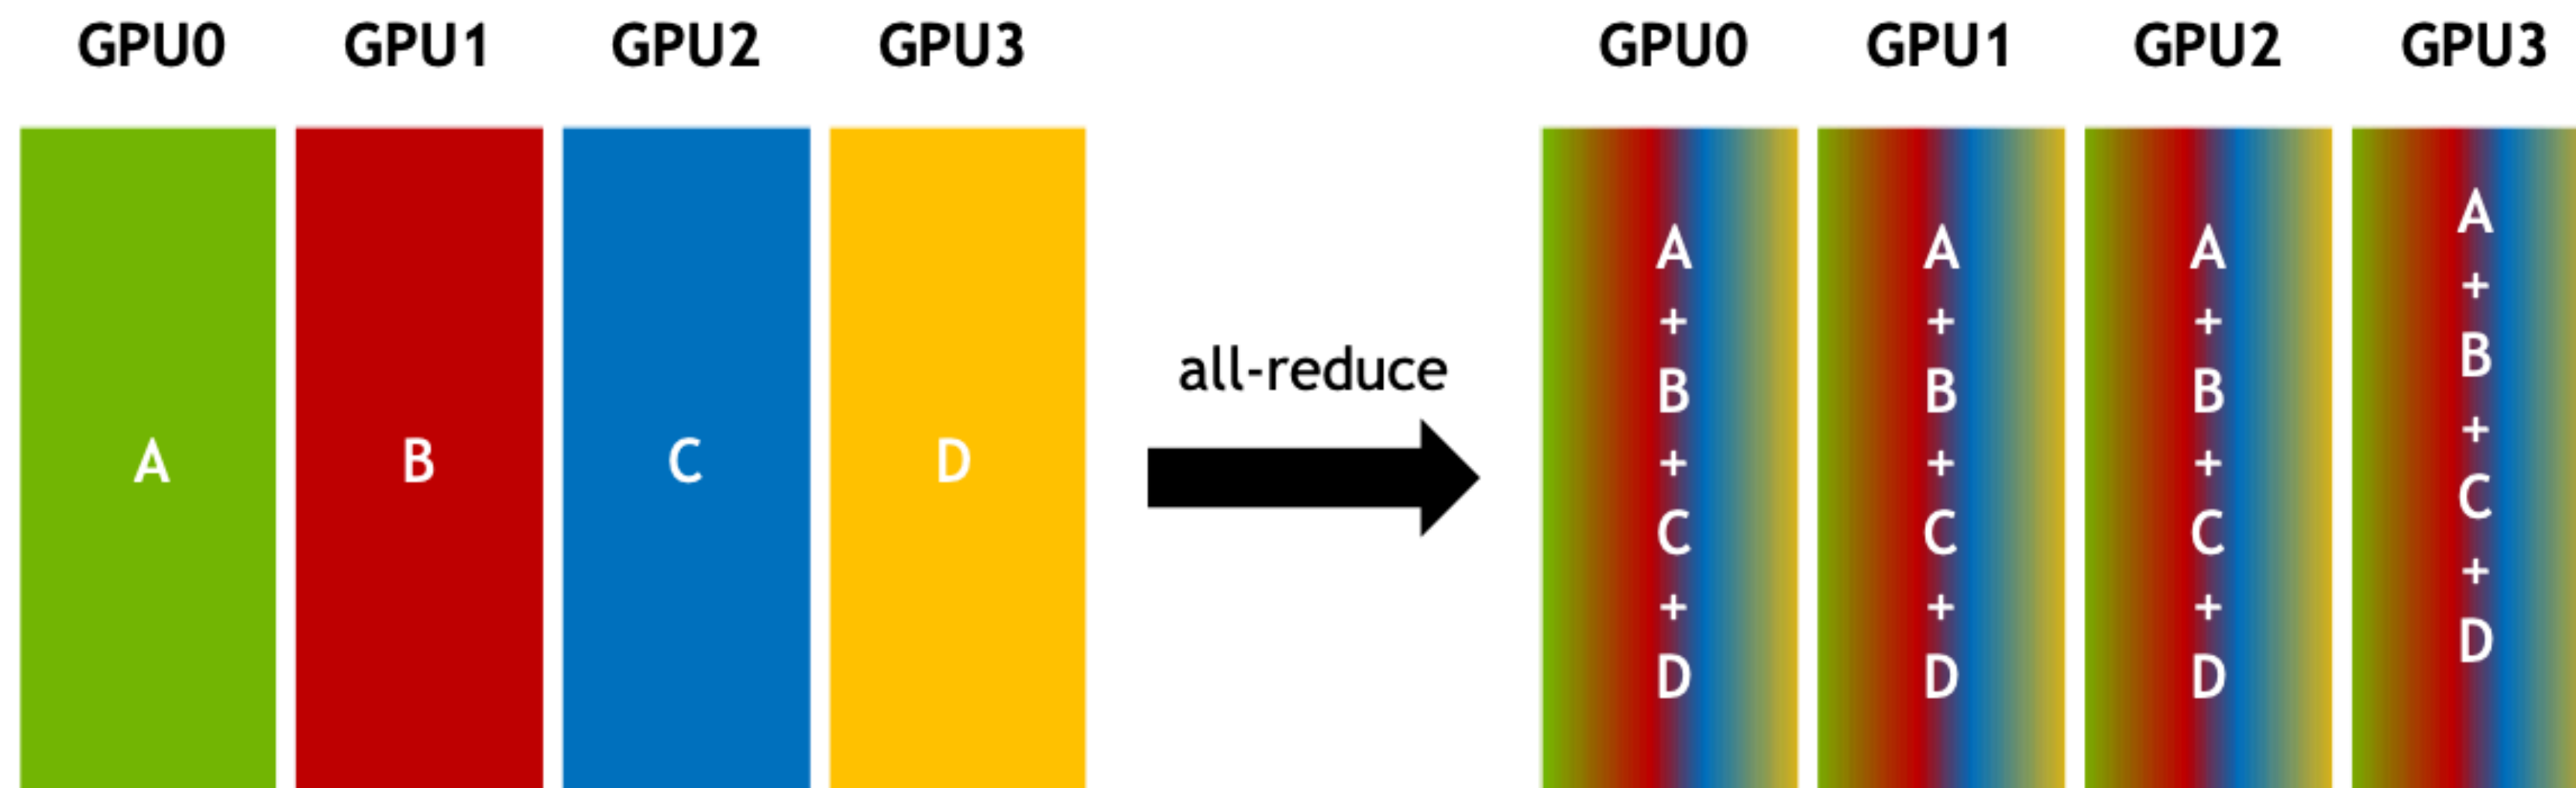 GPU0 GPU1 GPU2 GPU3
A B C D
all-reduce
GPU0 GPU1 GPU2 GPU3
A
+
B
+
C
+
D
A
+
B
+
C
+
D
A
+
B
+
C
+
D
A
+
B
+
C
+
D